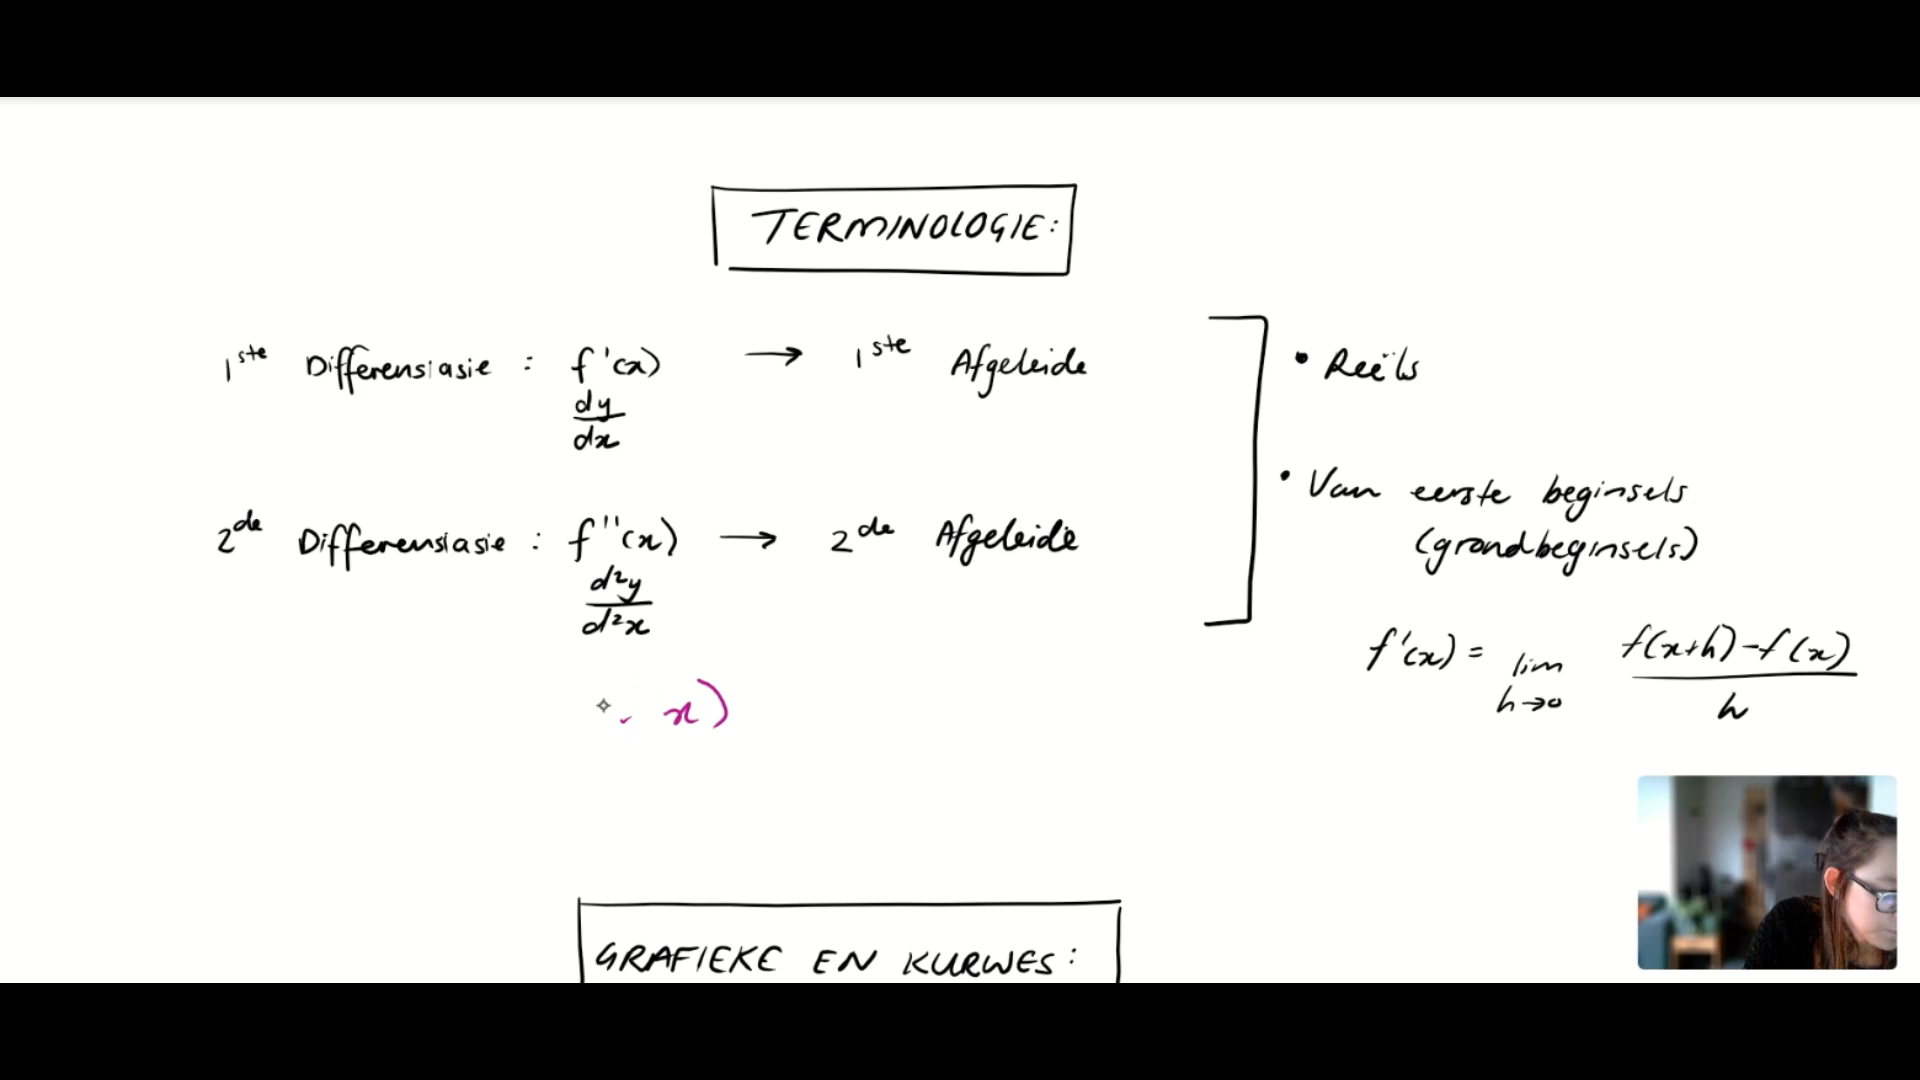 TERMINOLOGIE:
1ste Differensiasie : f'(x) → 1ste Afgeleide
dy
dx
2de Differensiasie : f''(x) → 2de Afgeleide
d²y
d²x
x)
• Reëls
• Van eerste beginsels
(grondbeginsels)
f'(x) = lim f(x+h)-f(x)
h→0 h
GRAFIEKE EN KURWES: